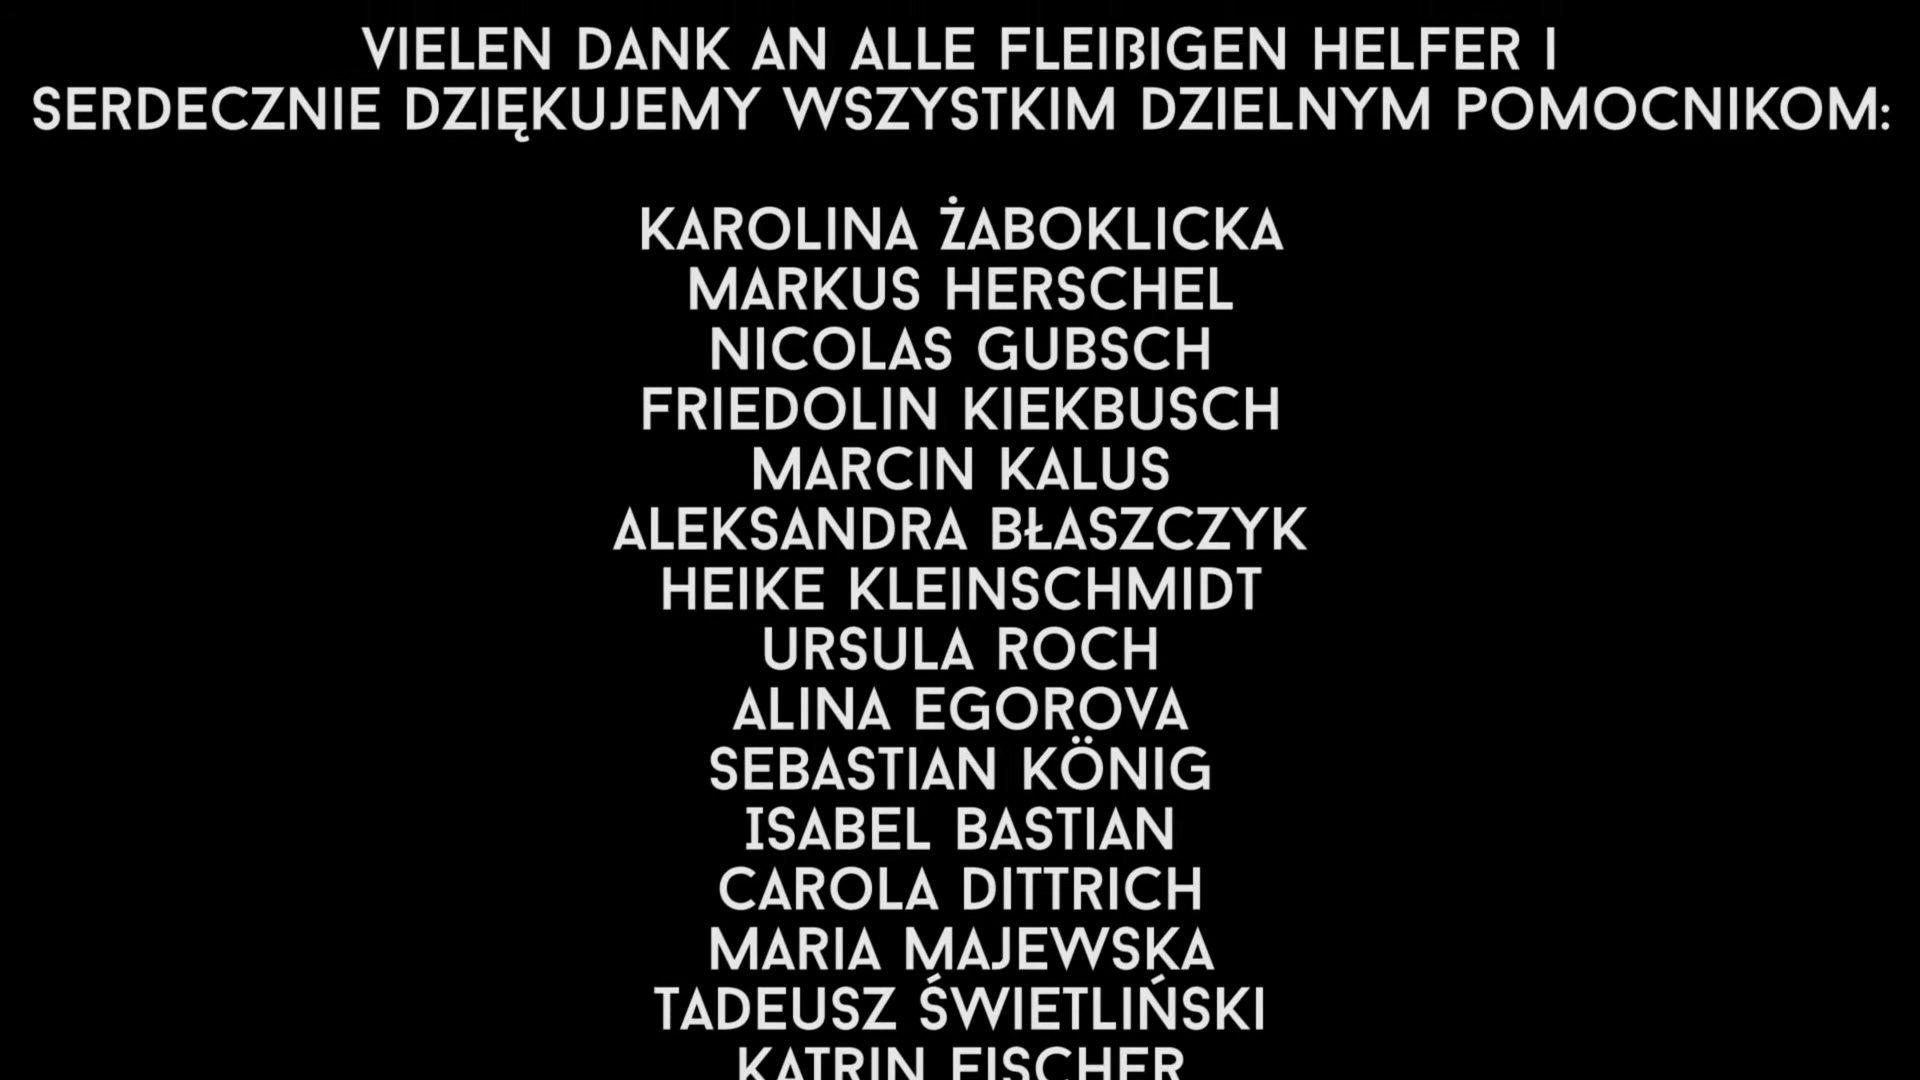 VIELEN DANK AN ALLE FLEIßIGEN HELFER I
SERDECZNIE DZIĘKUJEMY WSZYSTKIM DZIELNYM POMOCNIKOM:
KAROLINA ŻABOKLICKA
MARKUS HERSCHEL
NICOLAS GUBSCH
FRIEDOLIN KIEKBUSCH
MARCIN KALUS
ALEKSANDRA BŁASZCZYK
HEIKE KLEINSCHMIDT
URSULA ROCH
ALINA EGOROVA
SEBASTIAN KÖNIG
ISABEL BASTIAN
CAROLA DITTRICH
MARIA MAJEWSKA
TADEUSZ ŚWIETLIŃSKI
KATRIN FISCHER